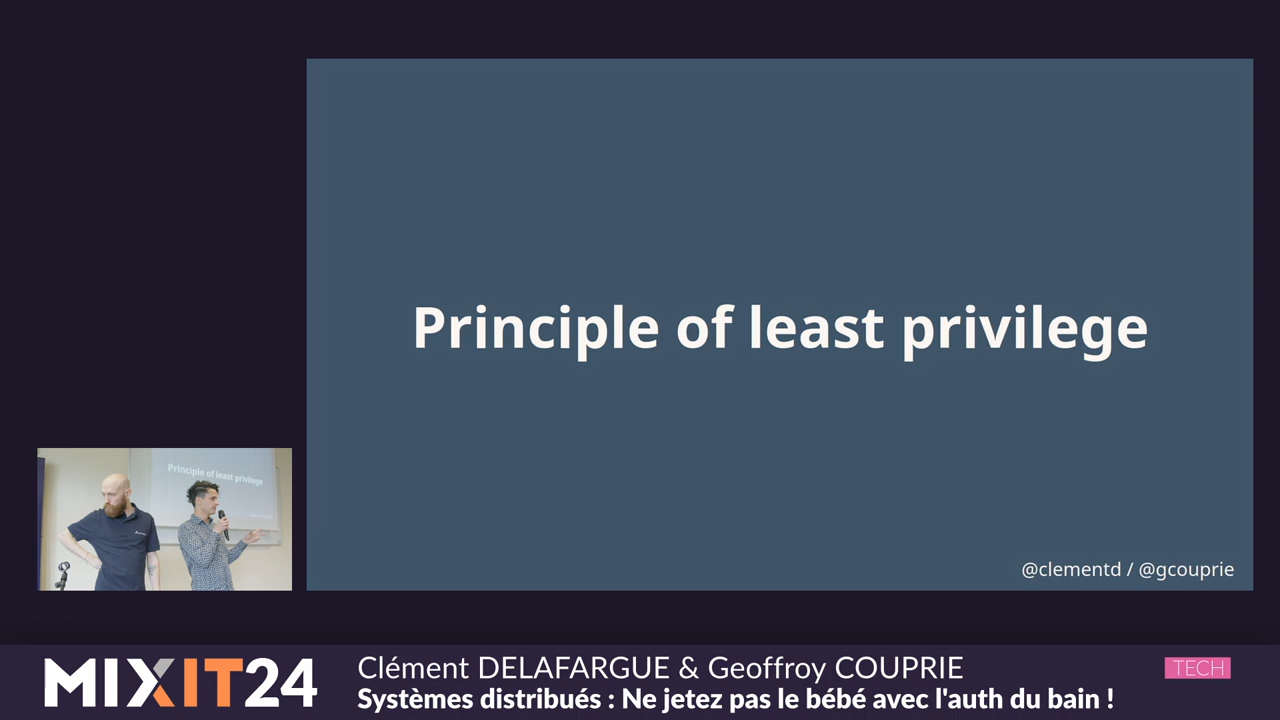 Principle of least privilege
@clementd / @gcouprie
Principle of least privilege
MIXIT24
Clément DELAFARGUE & Geoffroy COUPRIE
TECH
Systèmes distribués : Ne jetez pas le bébé avec l'auth du bain !